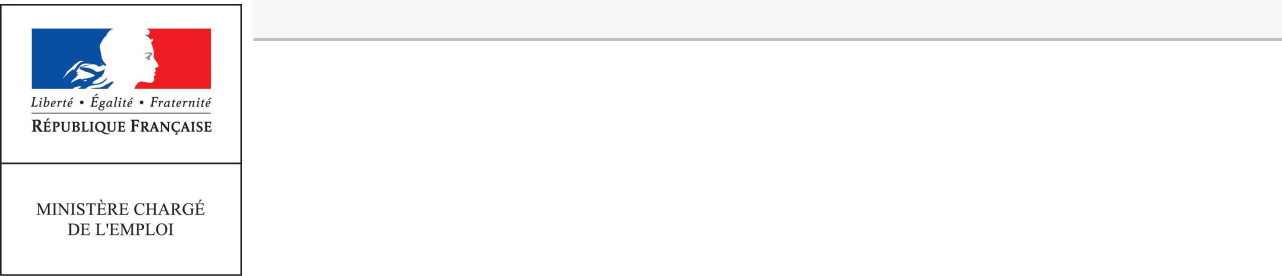 Liberté • Égalité • Fraternité
RÉPUBLIQUE FRANÇAISE
MINISTÈRE CHARGÉ
DE L'EMPLOI